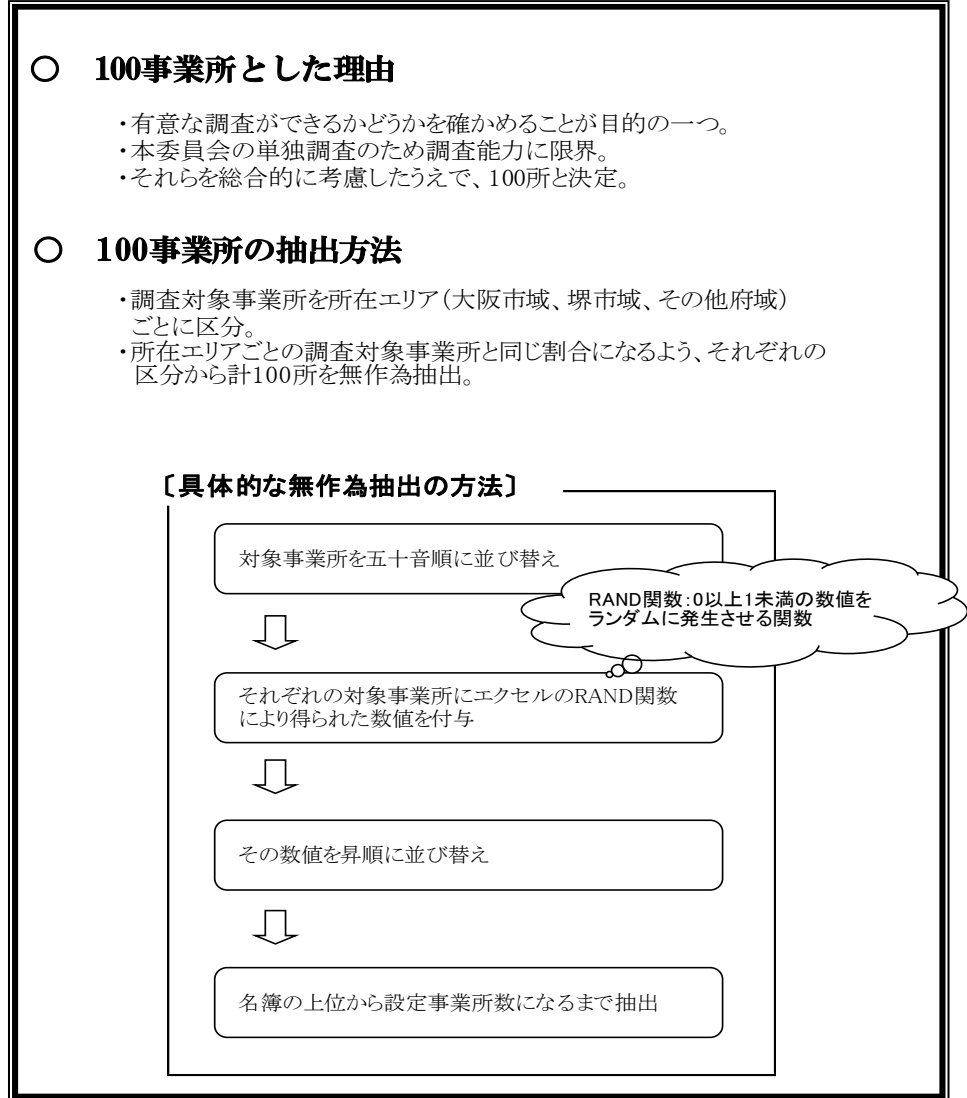 ○ 100事業所とした理由
・有意な調査ができるかどうかを確かめることが目的の一つ。
・本委員会の単独調査のため調査能力に限界。
・それらを総合的に考慮したうえで、100所と決定。
○ 100事業所の抽出方法
・調査対象事業所を所在エリア(大阪市域、堺市域、その他府域)
ごとに区分。
・所在エリアごとの調査対象事業所と同じ割合になるよう、それぞれの
区分から計100所を無作為抽出。
〔具体的な無作為抽出の方法〕
対象事業所を五十音順に並び替え
RAND関数:0以上1未満の数値を
ランダムに発生させる関数
それぞれの対象事業所にエクセルのRAND関数
により得られた数値を付与
その数値を昇順に並び替え
名簿の上位から設定事業所数になるまで抽出